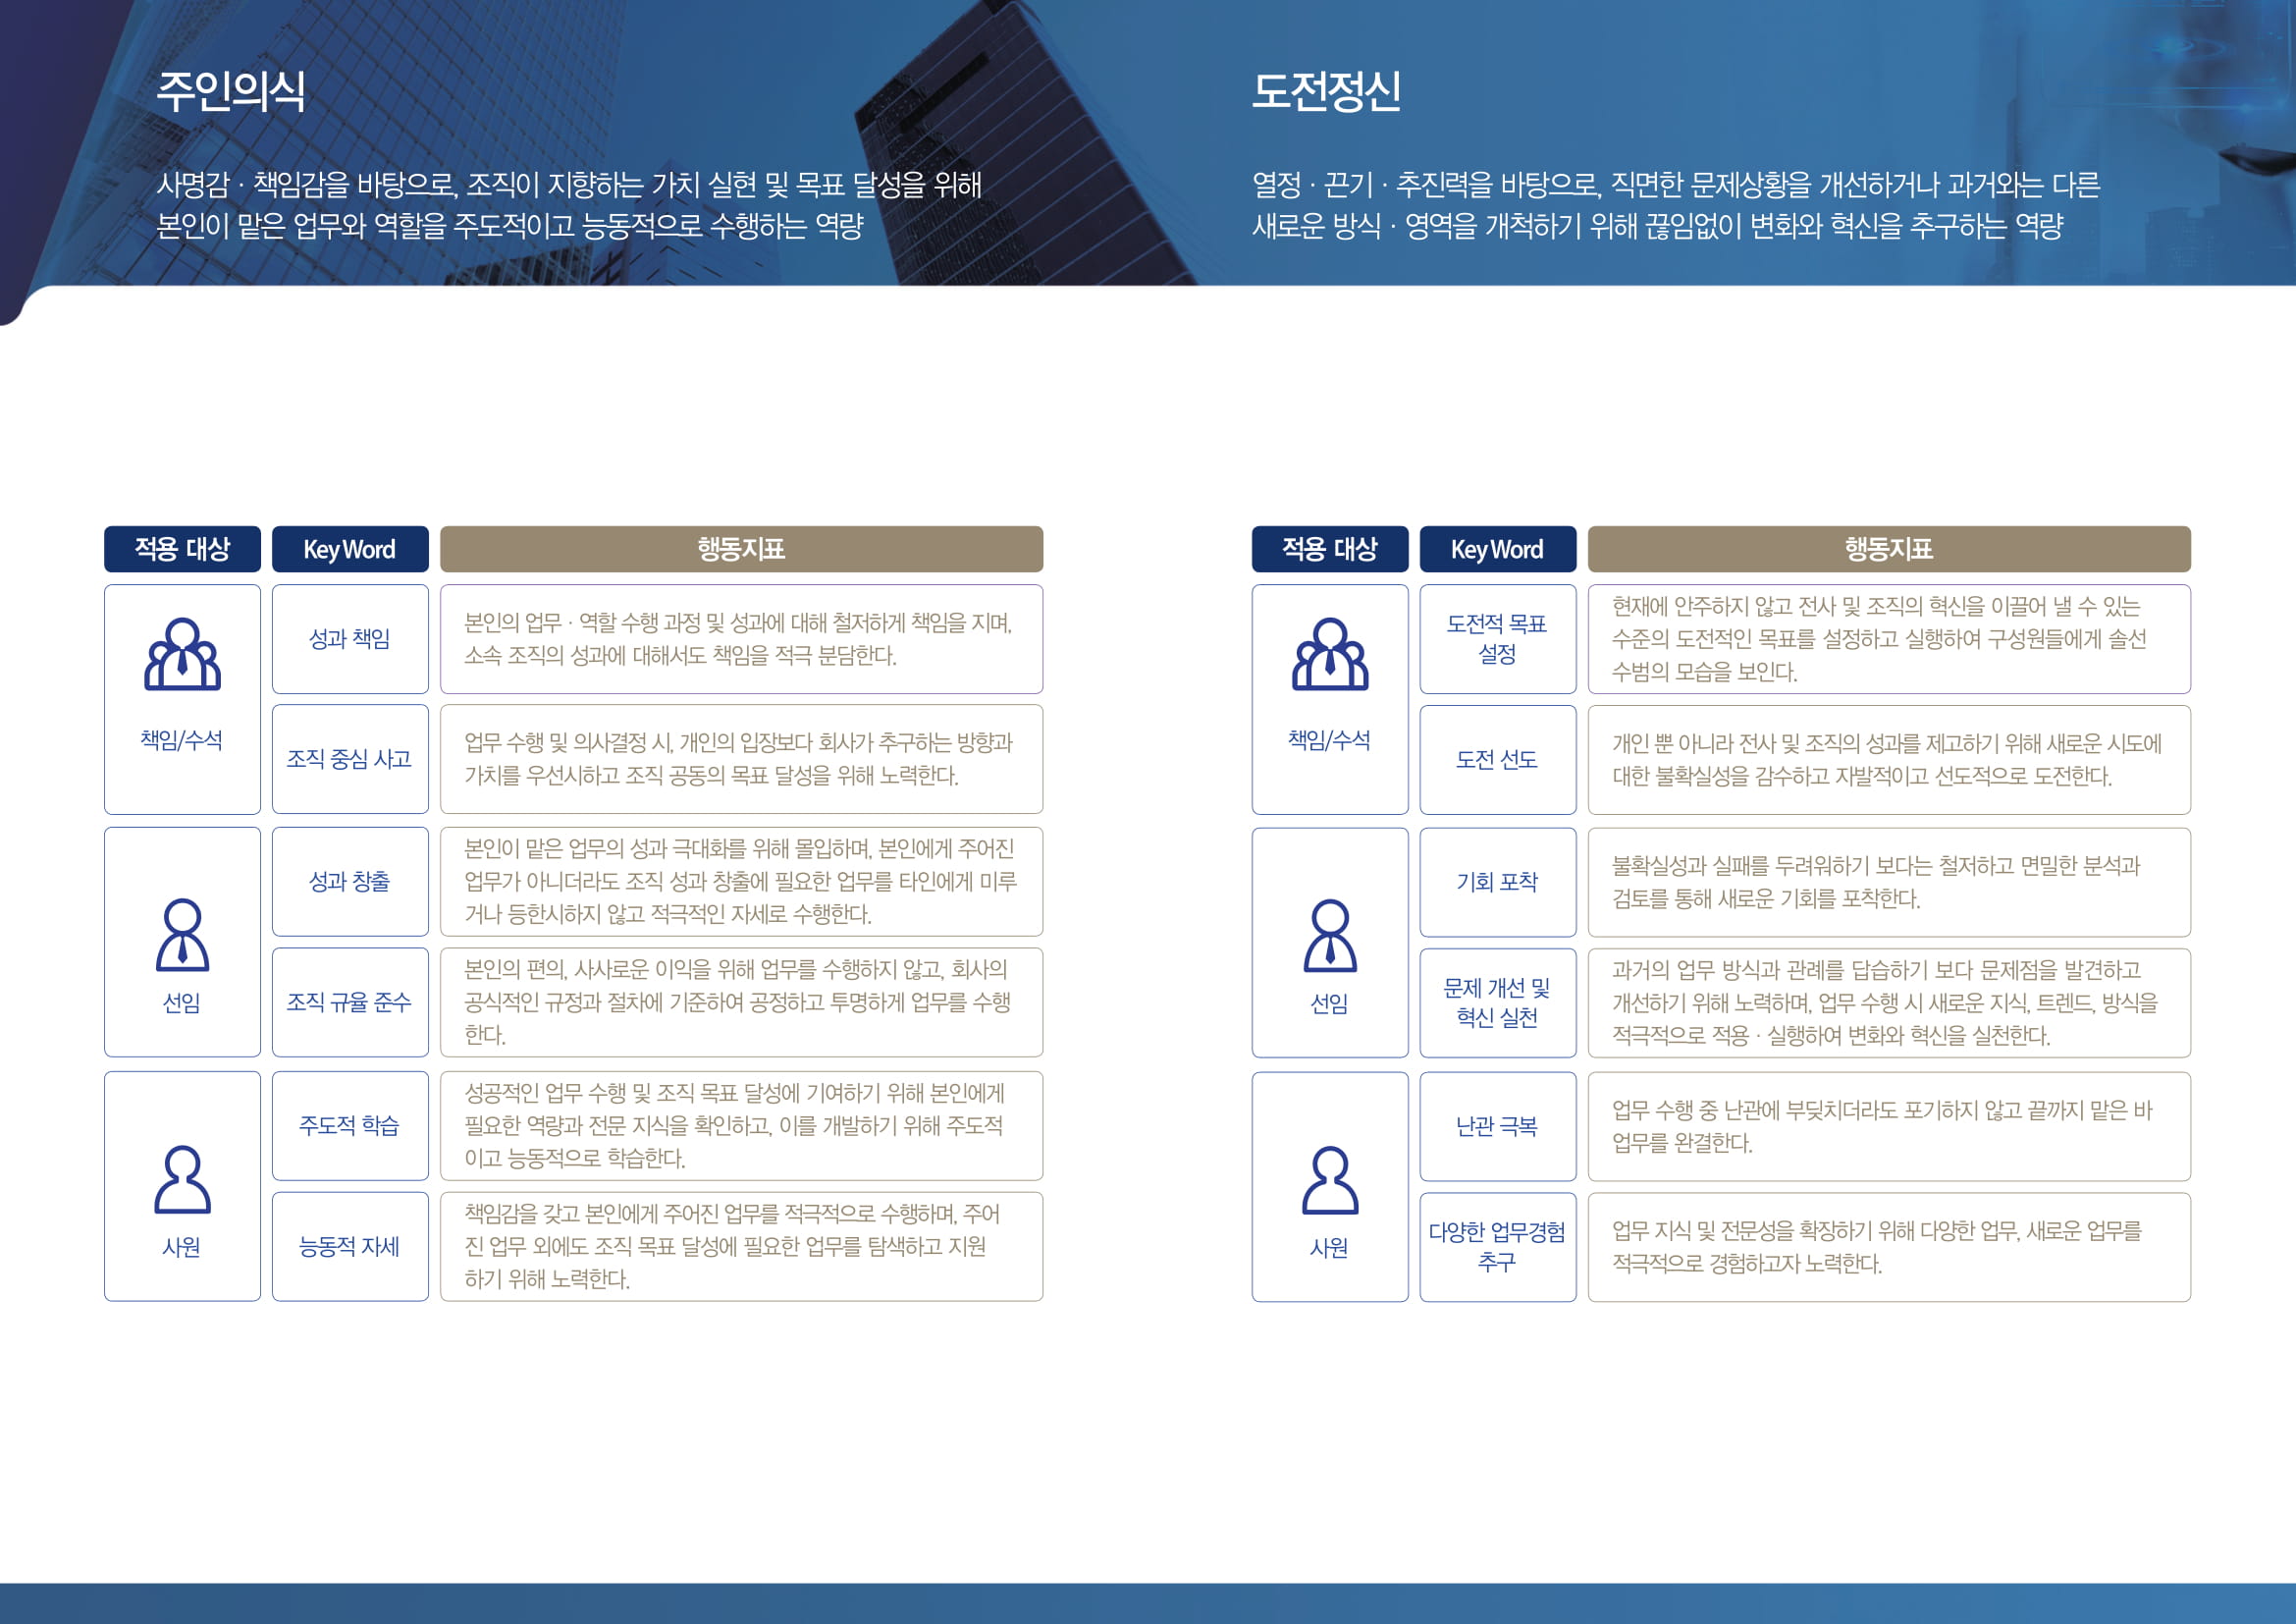 주인의식
사명감 · 책임감을 바탕으로, 조직이 지향하는 가치 실현 및 목표 달성을 위해
본인이 맡은 업무와 역할을 주도적이고 능동적으로 수행하는 역량
적용 대상
Key Word
행동지표
책임/수석
성과 책임
본인의 업무 · 역할 수행 과정 및 성과에 대해 철저하게 책임을 지며,
소속 조직의 성과에 대해서도 책임을 적극 분담한다.
조직 중심 사고
업무 수행 및 의사결정 시, 개인의 입장보다 회사가 추구하는 방향과
가치를 우선시하고 조직 공동의 목표 달성을 위해 노력한다.
선임
성과 창출
본인이 맡은 업무의 성과 극대화를 위해 몰입하며, 본인에게 주어진
업무가 아니더라도 조직 성과 창출에 필요한 업무를 타인에게 미루
거나 등한시하지 않고 적극적인 자세로 수행한다.
조직 규율 준수
본인의 편의, 사사로운 이익을 위해 업무를 수행하지 않고, 회사의
공식적인 규정과 절차에 기준하여 공정하고 투명하게 업무를 수행
한다.
사원
주도적 학습
성공적인 업무 수행 및 조직 목표 달성에 기여하기 위해 본인에게
필요한 역량과 전문 지식을 확인하고, 이를 개발하기 위해 주도적
이고 능동적으로 학습한다.
능동적 자세
책임감을 갖고 본인에게 주어진 업무를 적극적으로 수행하며, 주어
진 업무 외에도 조직 목표 달성에 필요한 업무를 탐색하고 지원
하기 위해 노력한다.
도전정신
열정 · 끈기 · 추진력을 바탕으로, 직면한 문제상황을 개선하거나 과거와는 다른
새로운 방식 · 영역을 개척하기 위해 끊임없이 변화와 혁신을 추구하는 역량
적용 대상
Key Word
행동지표
책임/수석
도전적 목표
설정
현재에 안주하지 않고 전사 및 조직의 혁신을 이끌어 낼 수 있는
수준의 도전적인 목표를 설정하고 실행하여 구성원들에게 솔선
수범의 모습을 보인다.
도전 선도
개인 뿐 아니라 전사 및 조직의 성과를 제고하기 위해 새로운 시도에
대한 불확실성을 감수하고 자발적이고 선도적으로 도전한다.
선임
기회 포착
불확실성과 실패를 두려워하기 보다는 철저하고 면밀한 분석과
검토를 통해 새로운 기회를 포착한다.
문제 개선 및
혁신 실천
과거의 업무 방식과 관례를 답습하기 보다 문제점을 발견하고
개선하기 위해 노력하며, 업무 수행 시 새로운 지식, 트렌드, 방식을
적극적으로 적용 · 실행하여 변화와 혁신을 실천한다.
사원
난관 극복
업무 수행 중 난관에 부딪치더라도 포기하지 않고 끝까지 맡은 바
업무를 완결한다.
다양한 업무경험
추구
업무 지식 및 전문성을 확장하기 위해 다양한 업무, 새로운 업무를
적극적으로 경험하고자 노력한다.